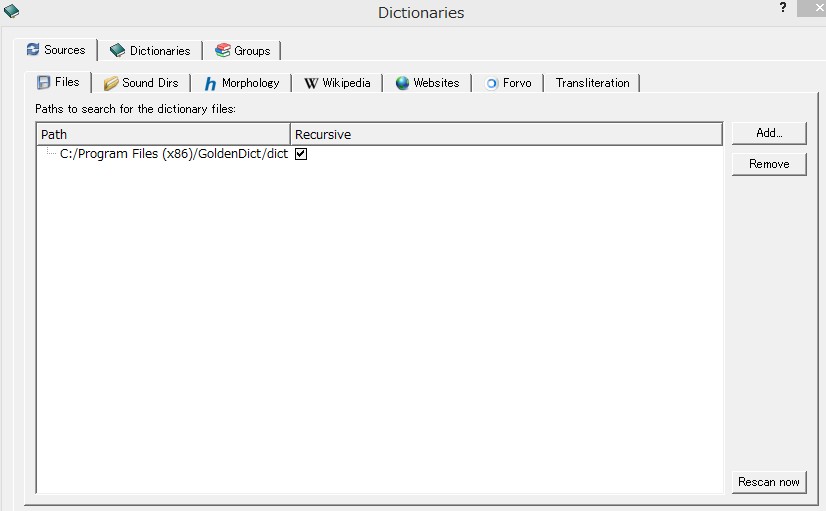 Dictionaries
?
Sources Dictionaries Groups
Files Sound Dirs Morphology Wikipedia Websites Forvo Transliteration
Paths to search for the dictionary files:
Path Recursive Add...
C:/Program Files (x86)/GoldenDict/dict
Remove
Rescan now